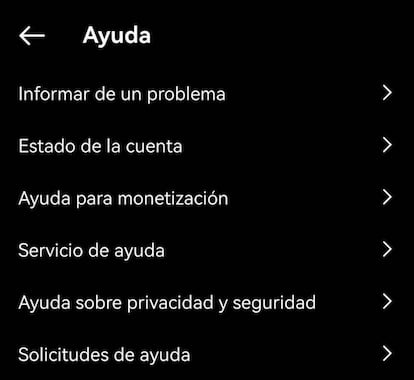 Ayuda
Informar de un problema
Estado de la cuenta
Ayuda para monetización
Servicio de ayuda
Ayuda sobre privacidad y seguridad
Solicitudes de ayuda